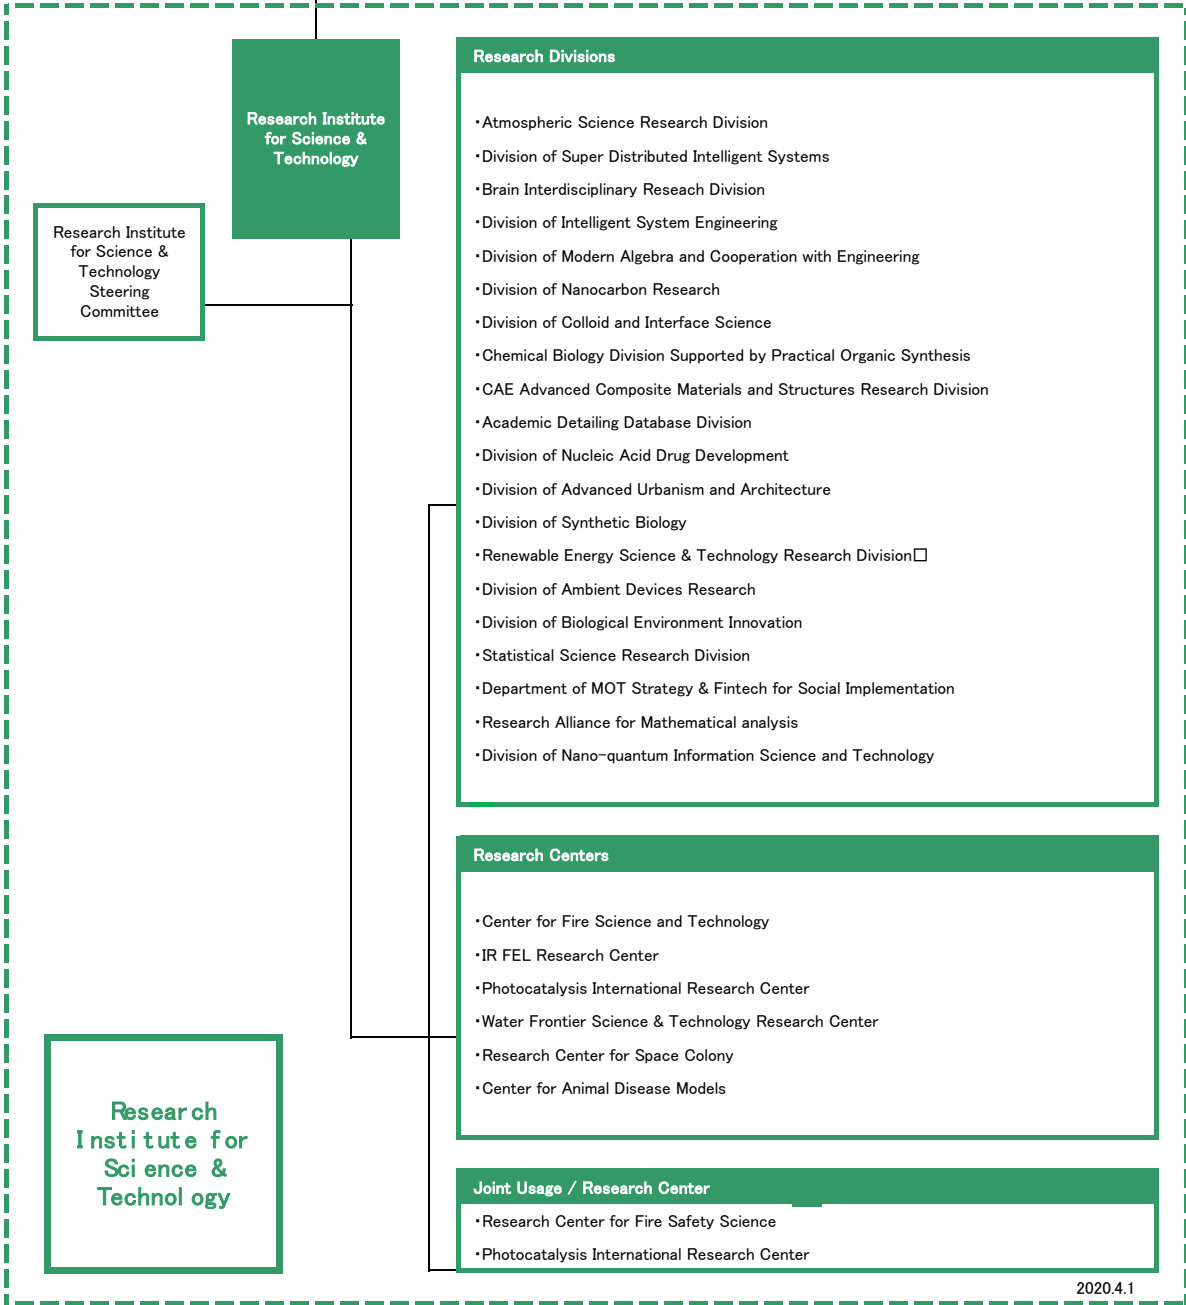 Research Institute
for Science &
Technology
Research Institute
for Science &
Technology
Steering
Committee
Research Divisions
・Atmospheric Science Research Division
・Division of Super Distributed Intelligent Systems
・Brain Interdisciplinary Reseach Division
・Division of Intelligent System Engineering
・Division of Modern Algebra and Cooperation with Engineering
・Division of Nanocarbon Research
・Division of Colloid and Interface Science
・Chemical Biology Division Supported by Practical Organic Synthesis
・CAE Advanced Composite Materials and Structures Research Division
・Academic Detailing Database Division
・Division of Nucleic Acid Drug Development
・Division of Advanced Urbanism and Architecture
・Division of Synthetic Biology
・Renewable Energy Science & Technology Research Division□
・Division of Ambient Devices Research
・Division of Biological Environment Innovation
・Statistical Science Research Division
・Department of MOT Strategy & Fintech for Social Implementation
・Research Alliance for Mathematical analysis
・Division of Nano-quantum Information Science and Technology
Research Centers
・Center for Fire Science and Technology
・IR FEL Research Center
・Photocatalysis International Research Center
・Water Frontier Science & Technology Research Center
・Research Center for Space Colony
・Center for Animal Disease Models
Research
Institute for
Science &
Technology
Joint Usage / Research Center
・Research Center for Fire Safety Science
・Photocatalysis International Research Center
2020.4.1